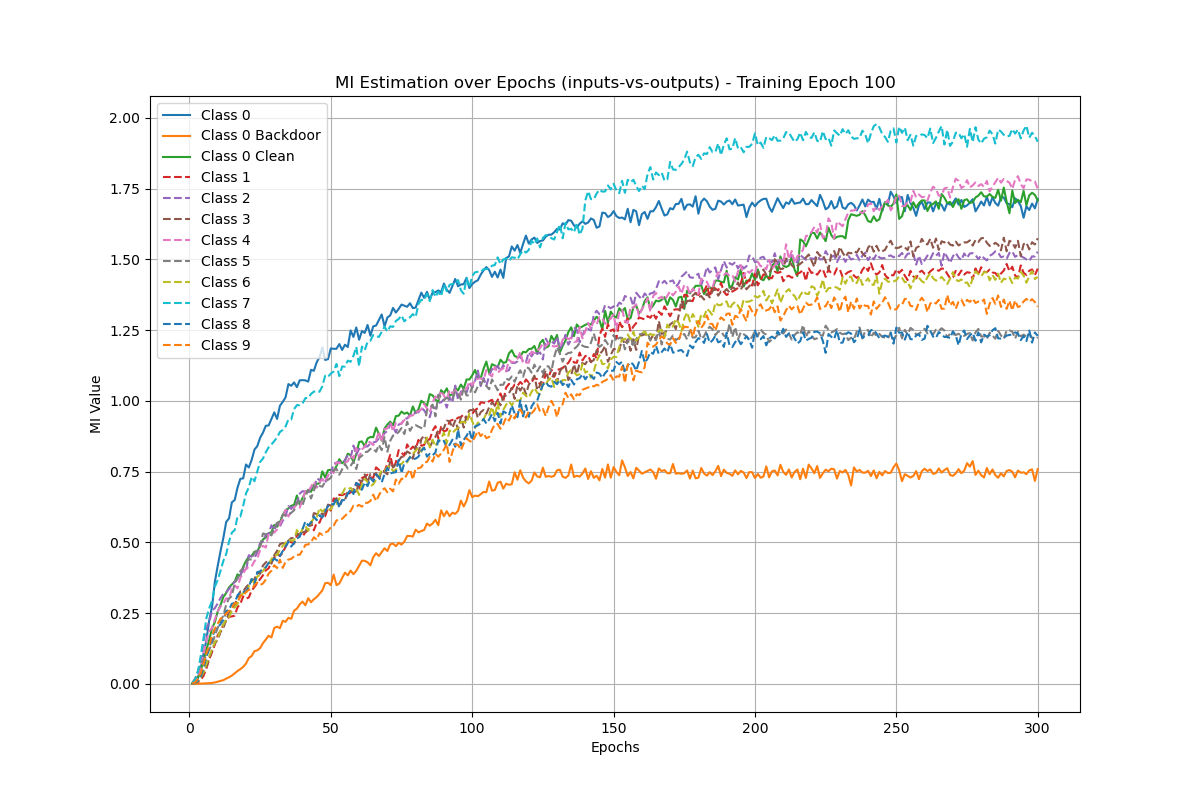 MI Estimation over Epochs (inputs-vs-outputs) - Training Epoch 100
2.00
1.75
1.50
1.25
1.00
0.75
0.50
0.25
0.00
MI Value
Class 0
Class 0 Backdoor
Class 0 Clean
Class 1
Class 2
Class 3
Class 4
Class 5
Class 6
Class 7
Class 8
Class 9
0
50
100
150
200
250
300
Epochs